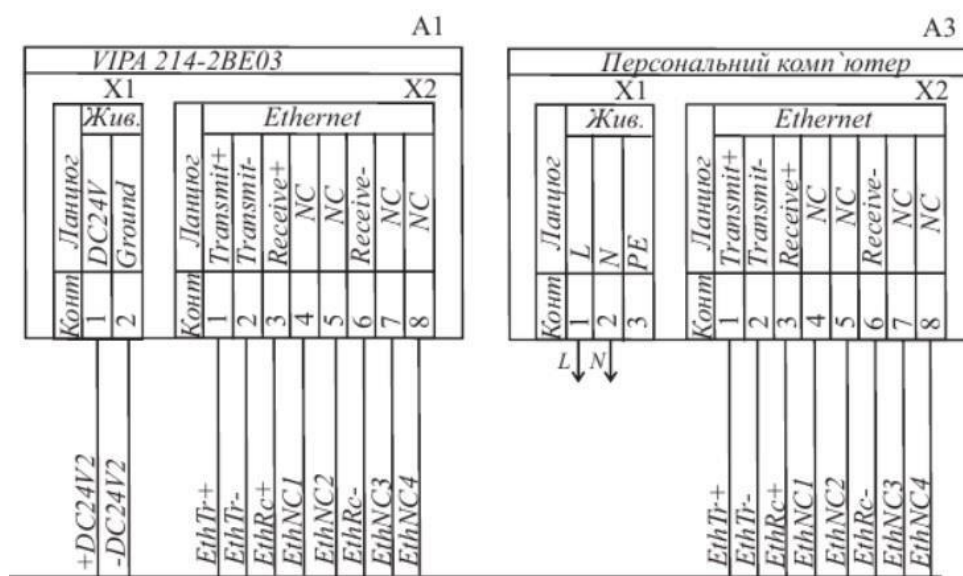 A1
VIPA 214-2BE03
X1
Жив.
Ланцюг
DC24V
Ground
Конт
1
2
+DC24V2
-DC24V2
X2
Ethernet
Ланцюг
Transmit+
Transmit-
Receive+
NC
NC
Receive-
NC
NC
Конт
1
2
3
4
5
6
7
8
EthTr+
EthTr-
EthRc+
EthNC1
EthNC2
EthRc-
EthNC3
EthNC4
A3
Персональний комп`ютер
X1
Жив.
Ланцюг
L
N
PE
Конт
1
2
3
L
N
X2
Ethernet
Ланцюг
Transmit+
Transmit-
Receive+
NC
NC
Receive-
NC
NC
Конт
1
2
3
4
5
6
7
8
EthTr+
EthTr-
EthRc+
EthNC1
EthNC2
EthRc-
EthNC3
EthNC4